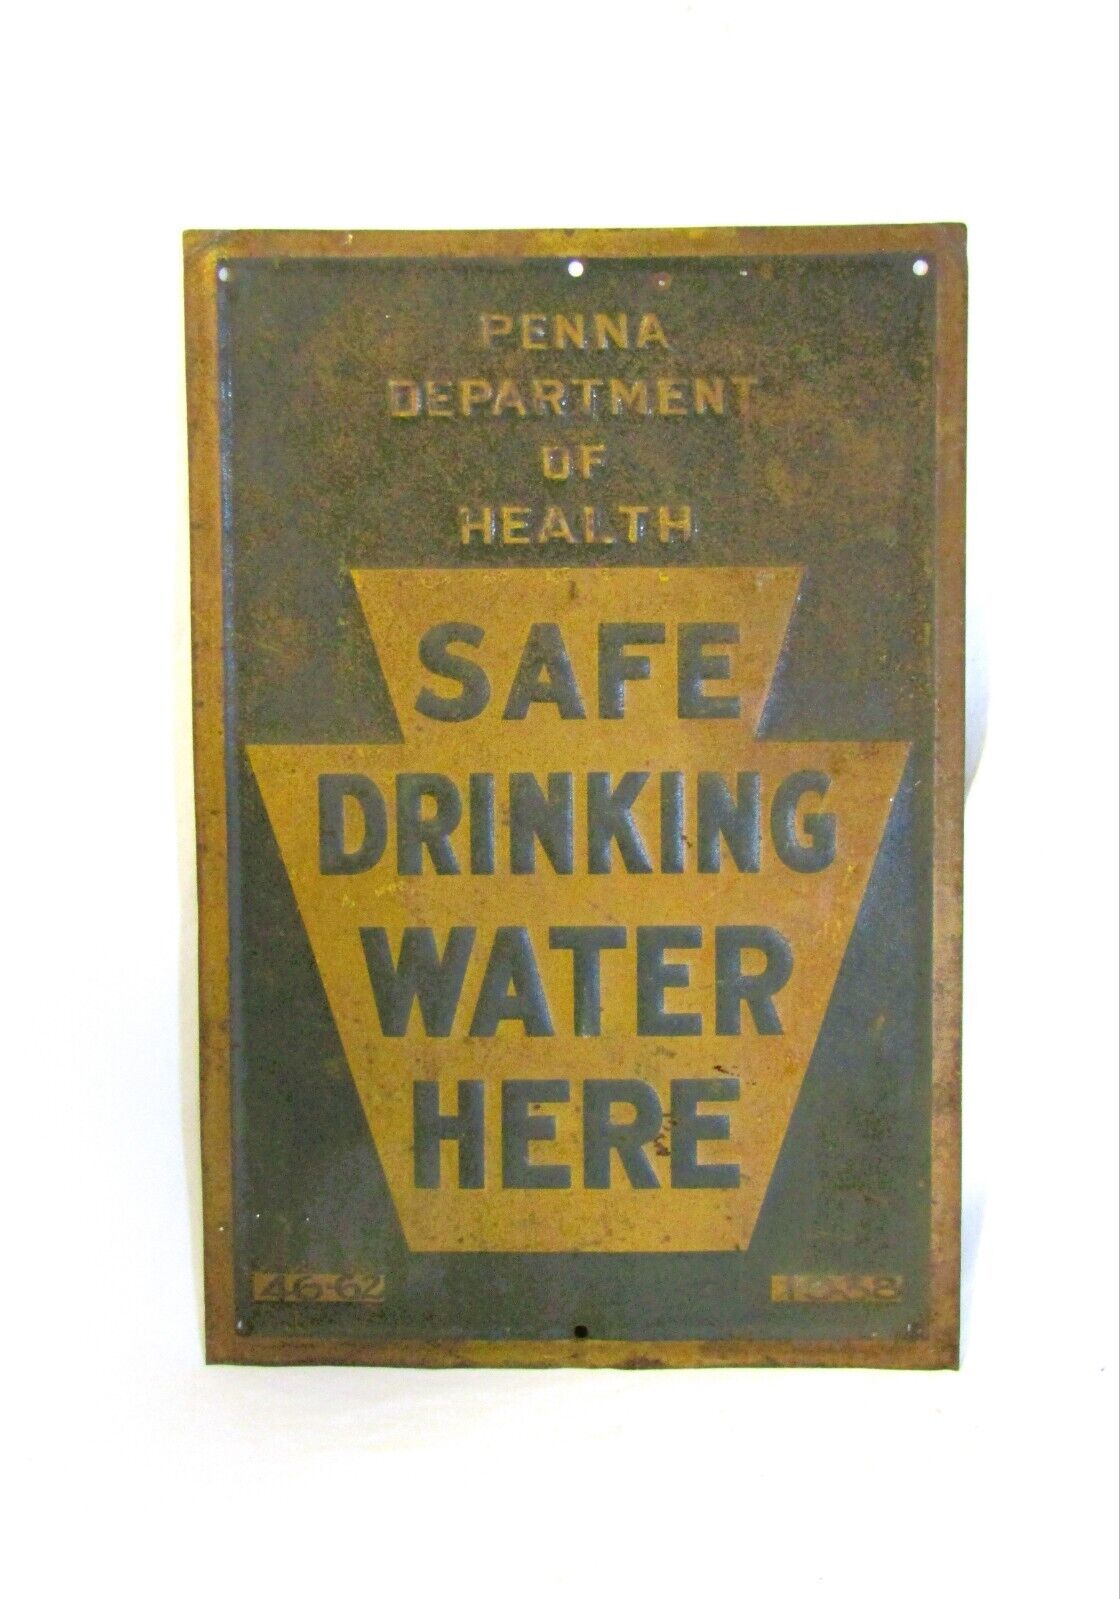 PENNA
DEPARTMENT
OF
HEALTH
SAFE
DRINKING
WATER
HERE
46-62